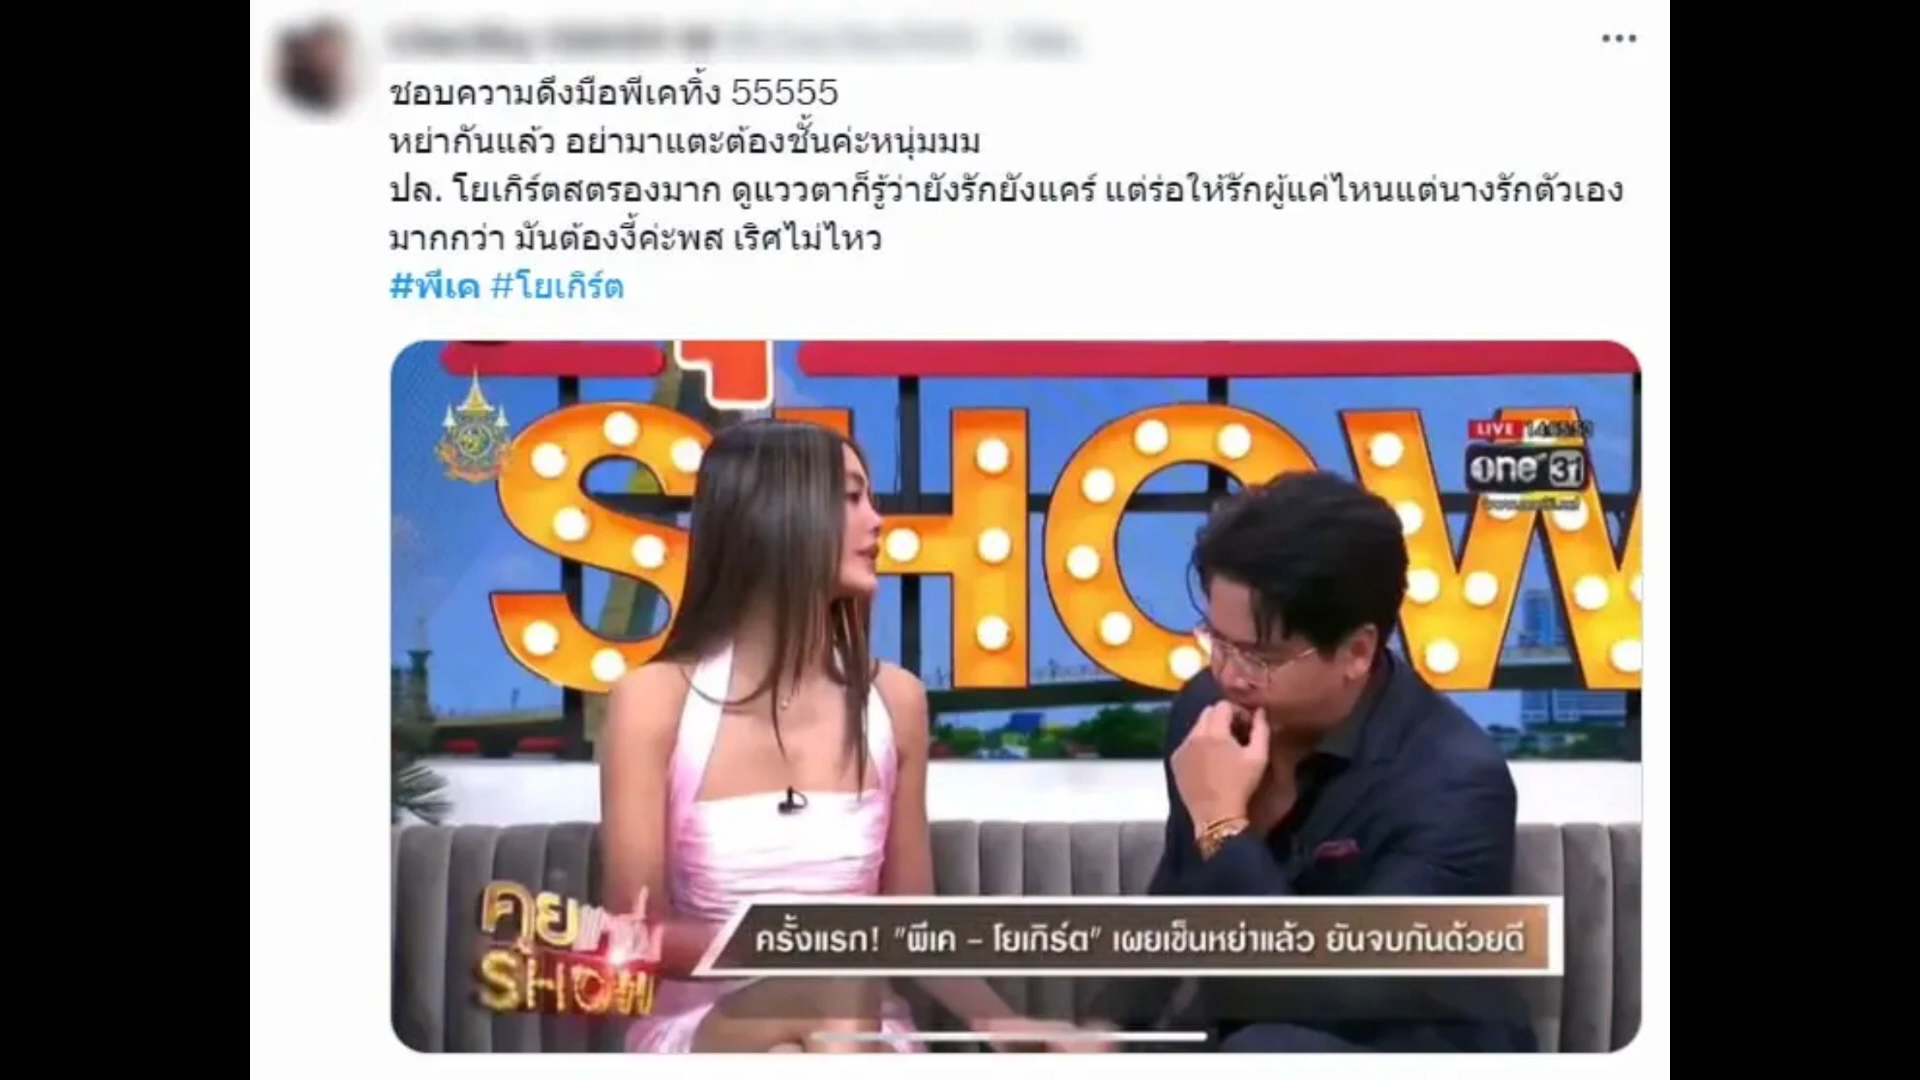 ชอบความดึงมือพีเคทิ้ง 55555
หย่ากันแล้ว อย่ามาแตะต้องชั้นค่ะหนุ่มมม
ปล. โยเกิร์ตสตรองมาก ดูแววตาก็รู้ว่ายังรักยังแคร์ แต่ร่อให้รักผู้แค่ไหนแต่นางรักตัวเอง
มากกว่า มันต้องงี้ค่ะพส เริศไม่ไหว
#พีเค #โยเกิร์ต
SHOW
LIVE
one 31
ครั้งแรก! "พีเค - โยเกิร์ต" เผยเซ็นหย่าแล้ว ยันจบกันด้วยดี
คุยแซ่บ
SHOW